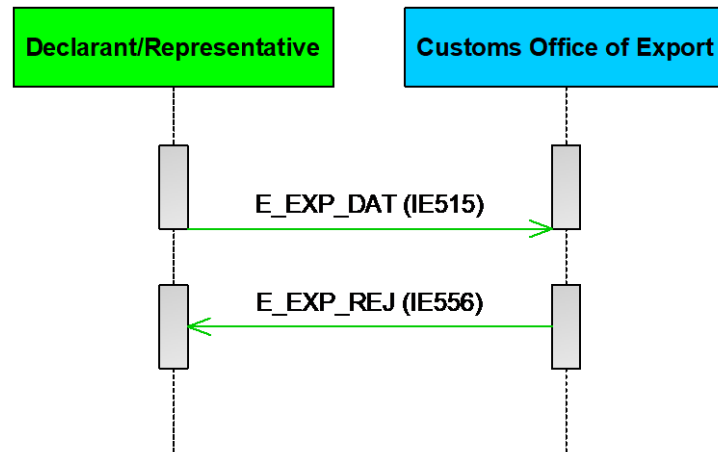 Declarant/Representative
Customs Office of Export
E_EXP_DAT (IE515)
E_EXP_REJ (IE556)